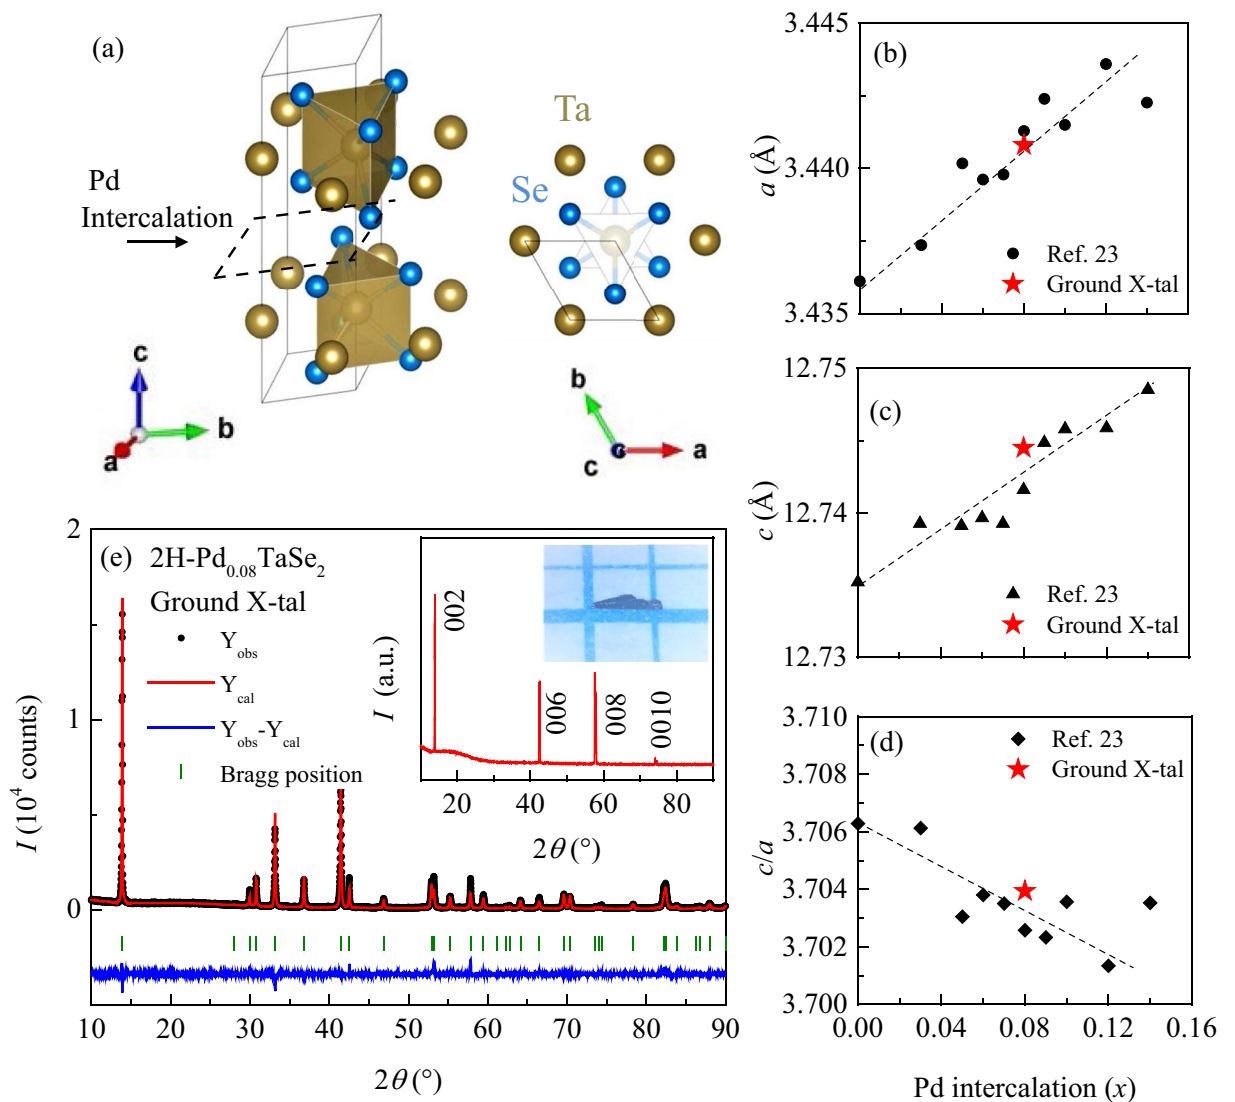 (a)
Ta
Se
Pd
Intercalation
c
b
a
b
a
c
(b)
3.445
3.440
3.435
a (Å)
Ref. 23
Ground X-tal
(c)
12.75
12.74
12.73
c (Å)
Ref. 23
Ground X-tal
(d)
3.710
3.708
3.706
3.704
3.702
3.700
c/a
Ref. 23
Ground X-tal
0.00 0.04 0.08 0.12 0.16
Pd intercalation (x)
(e)
2H-Pd0.08TaSe2
Ground X-tal
Yobs
Ycal
Yobs-Ycal
Bragg position
2
1
0
I (10⁴ counts)
10 20 30 40 50 60 70 80 90
2θ (°)
I (a.u.)
002
006
008
0010
20 40 60 80
2θ (°)